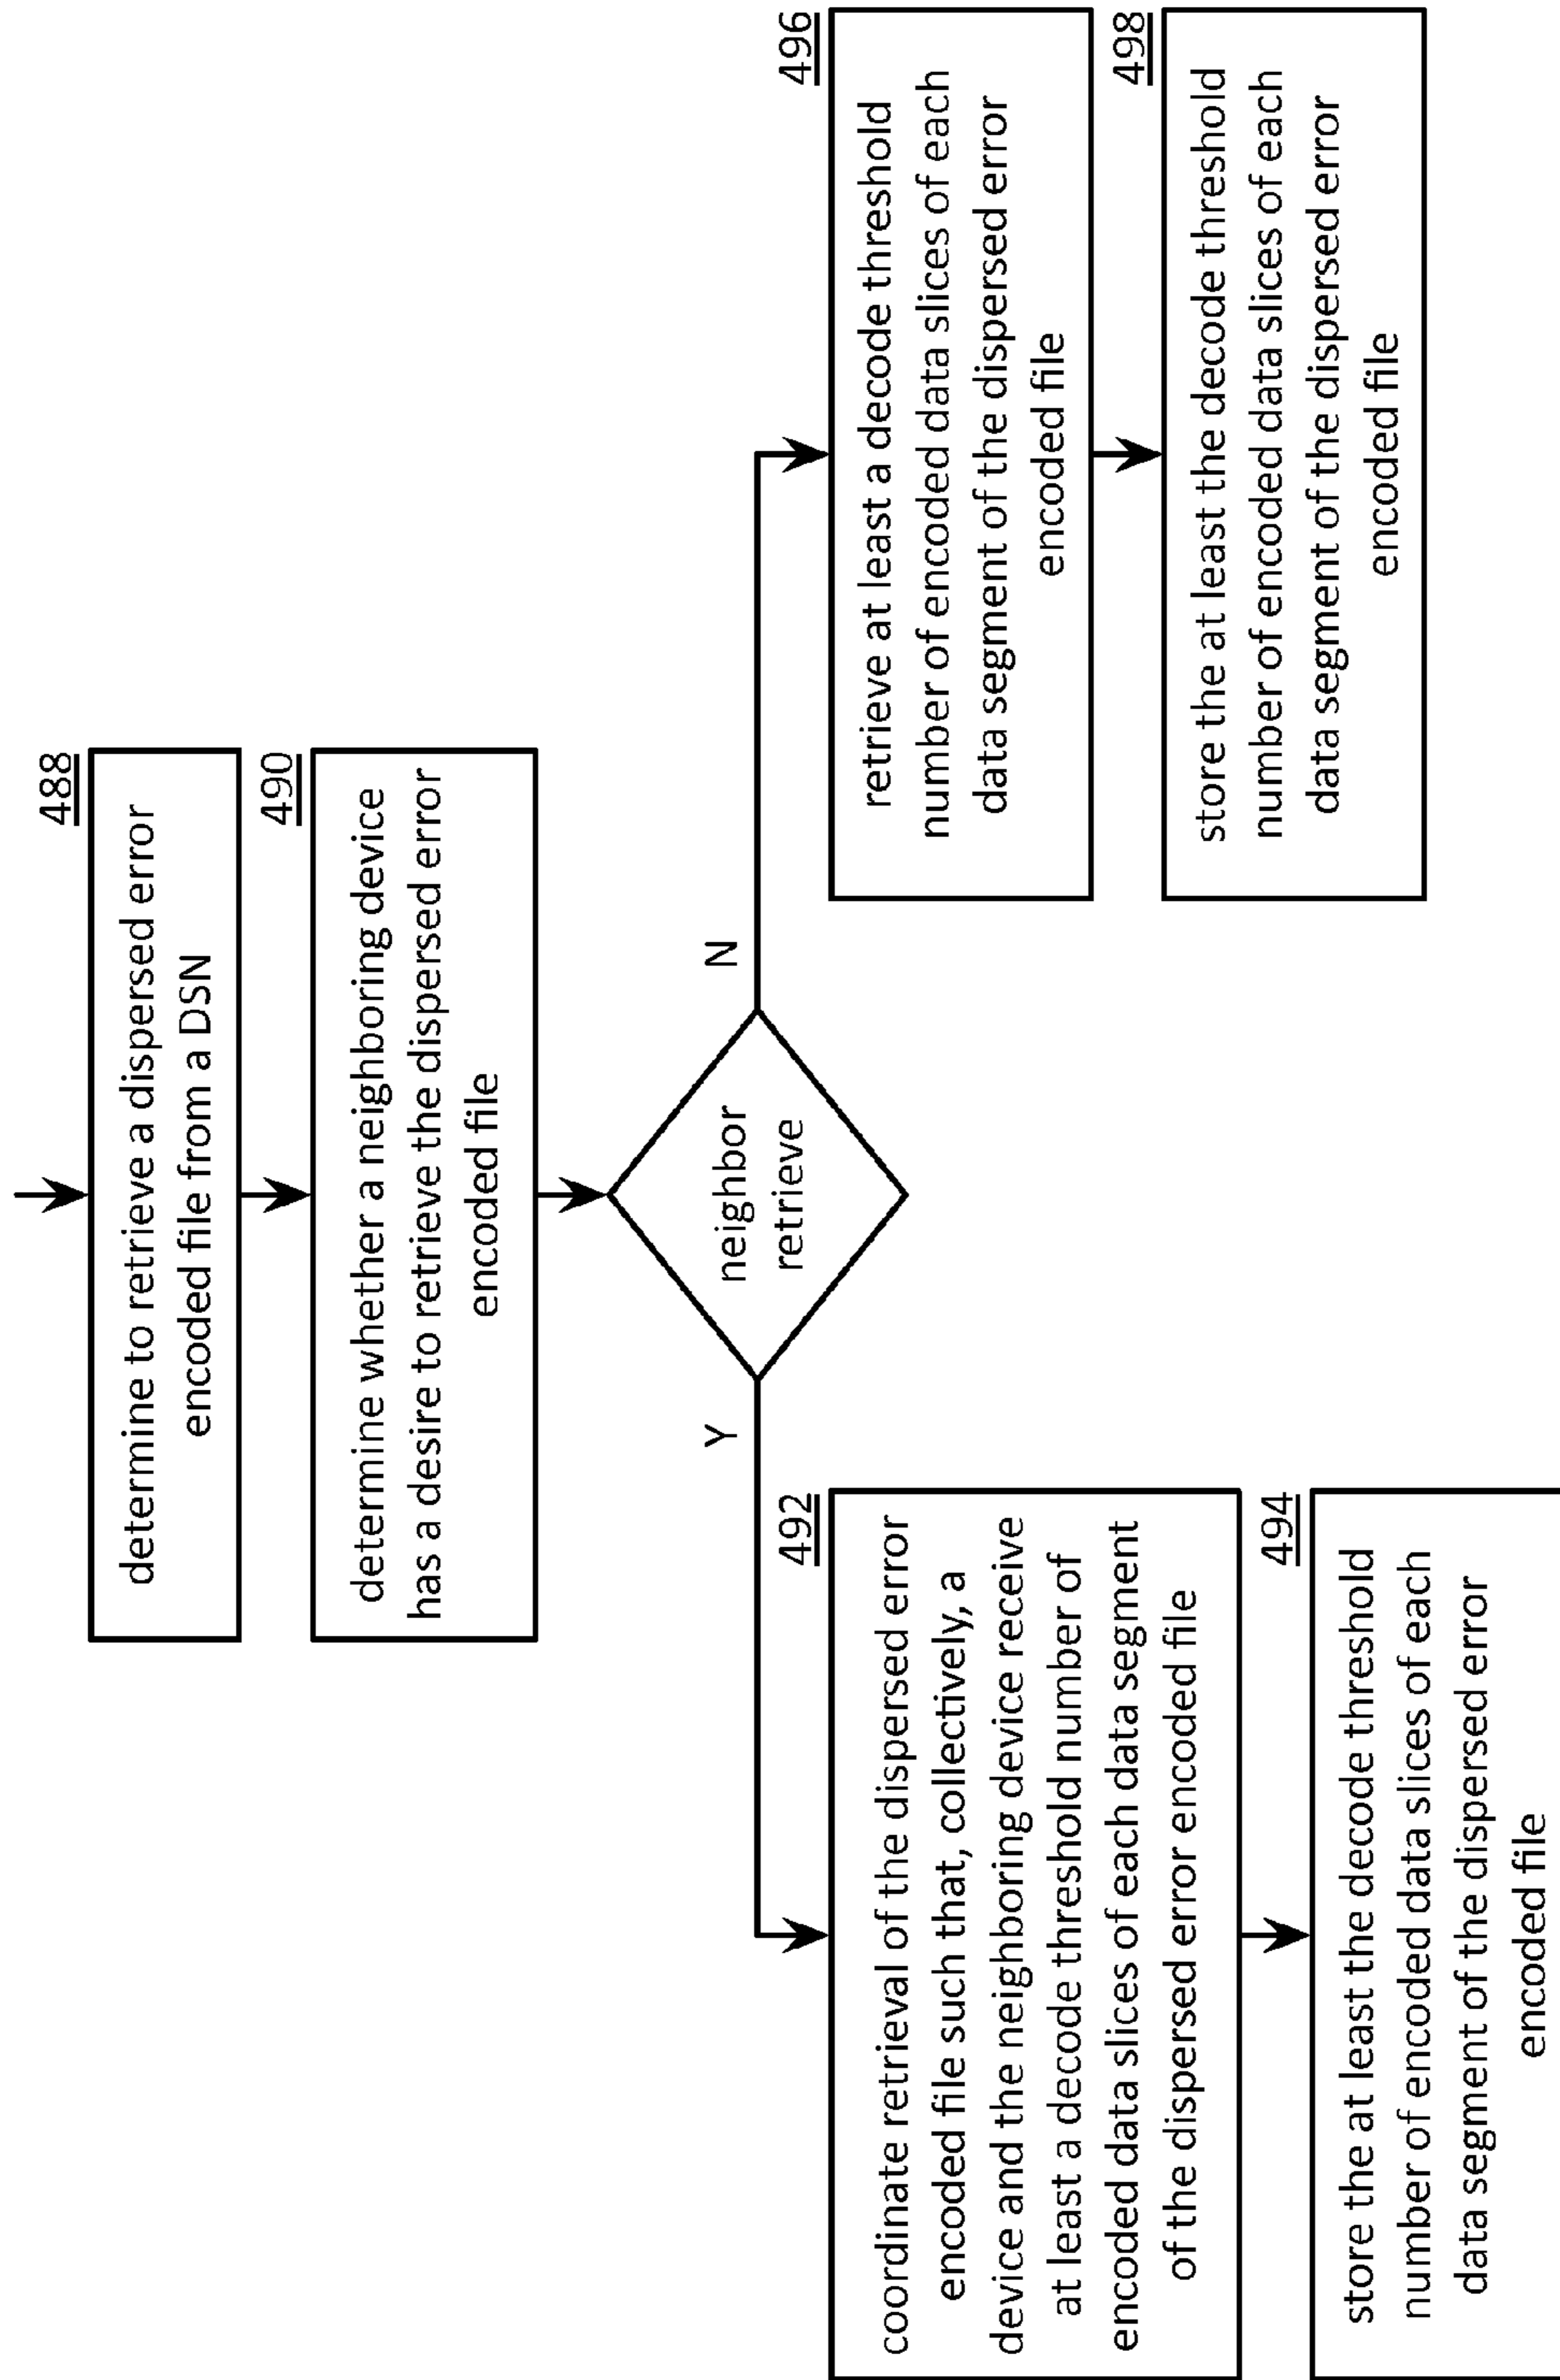 488
determine to retrieve a dispersed error
encoded file from a DSN
490
determine whether a neighboring device
has a desire to retrieve the dispersed error
encoded file
neighbor
retrieve
Y
N
492
coordinate retrieval of the dispersed error
encoded file such that, collectively, a
device and the neighboring device receive
at least a decode threshold number of
encoded data slices of each data segment
of the dispersed error encoded file
494
store the at least the decode threshold
number of encoded data slices of each
data segment of the dispersed error
encoded file
496
retrieve at least a decode threshold
number of encoded data slices of each
data segment of the dispersed error
encoded file
498
store the at least the decode threshold
number of encoded data slices of each
data segment of the dispersed error
encoded file